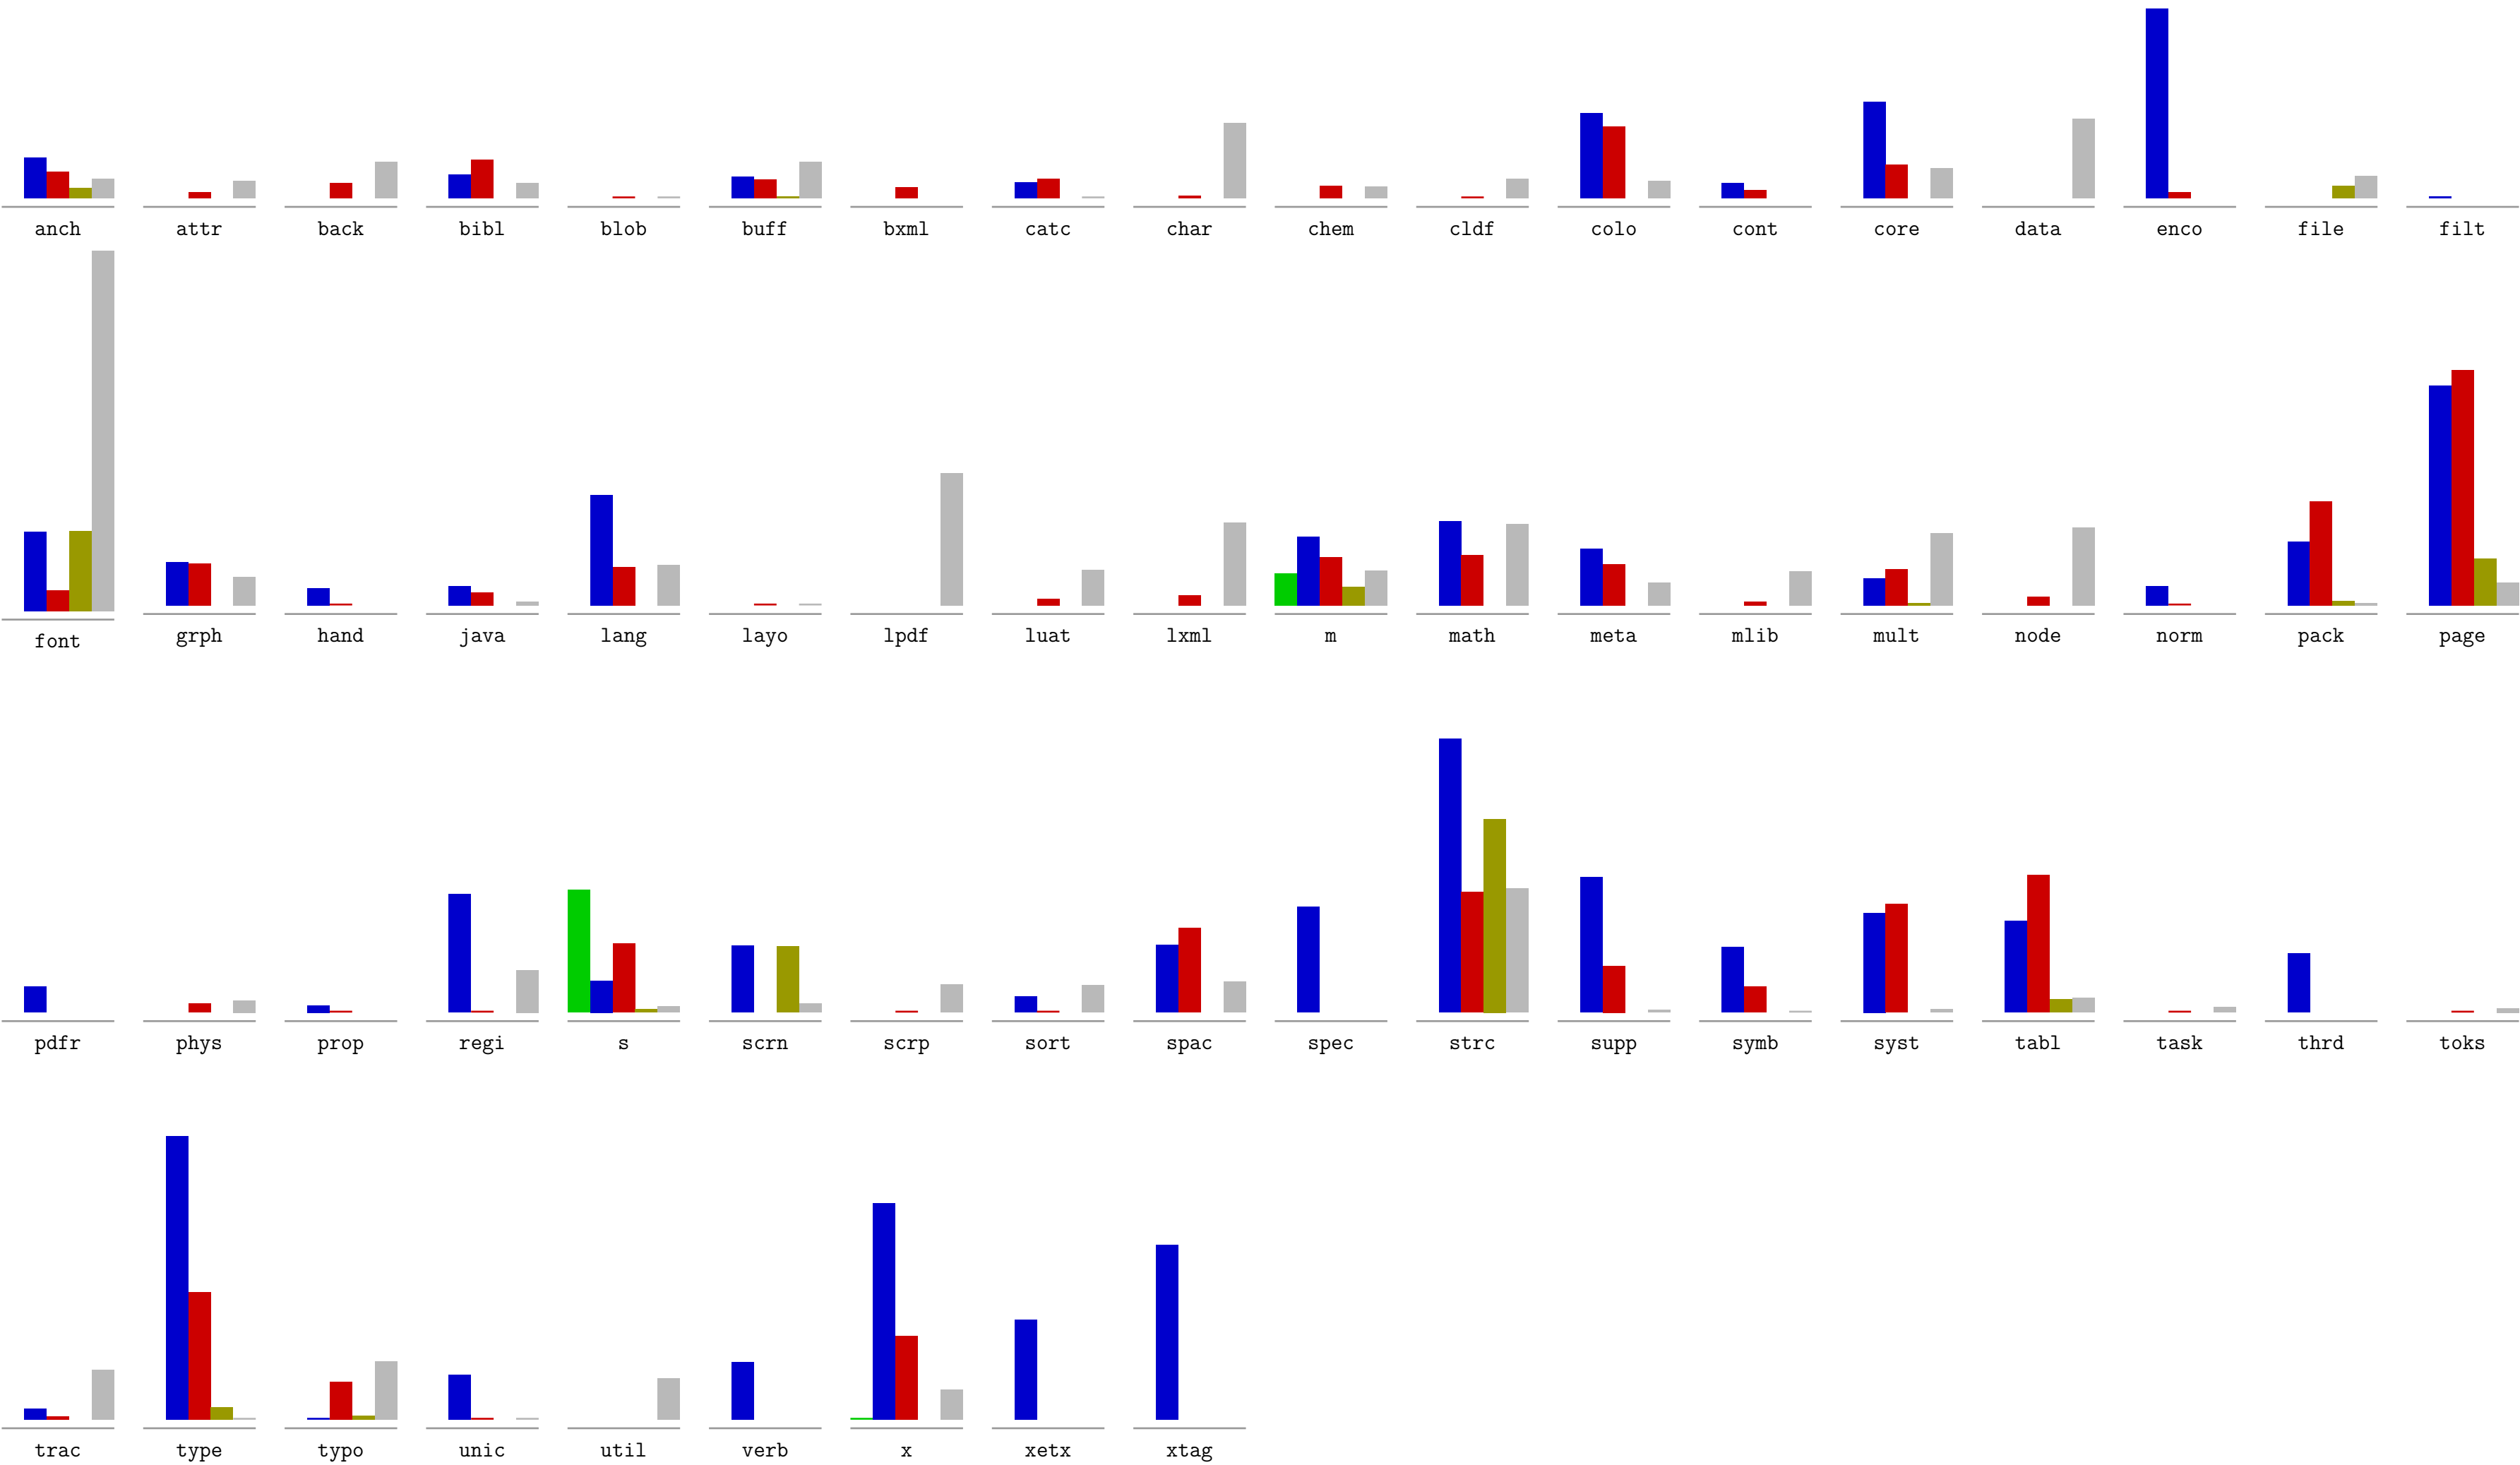 anch attr back bibl blob buff bxml catc char chem cldf colo cont core data enco file filt
font grph hand java lang layo lpdf luat lxml m math meta mlib mult node norm pack page
pdfr phys prop regi s scrn scrp sort spac spec strc supp symb syst tabl task thrd toks
trac type typo unic util verb x xetx xtag